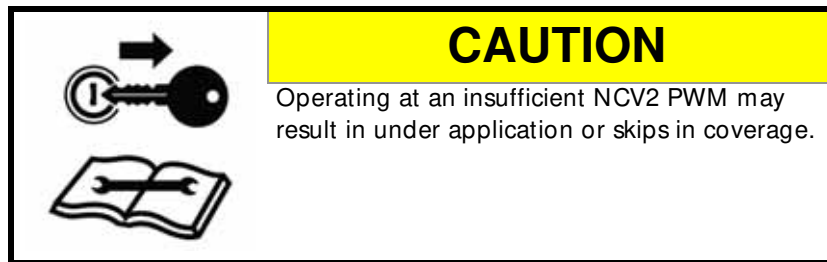 CAUTION
Operating at an insufficient NCV2 PWM may
result in under application or skips in coverage.